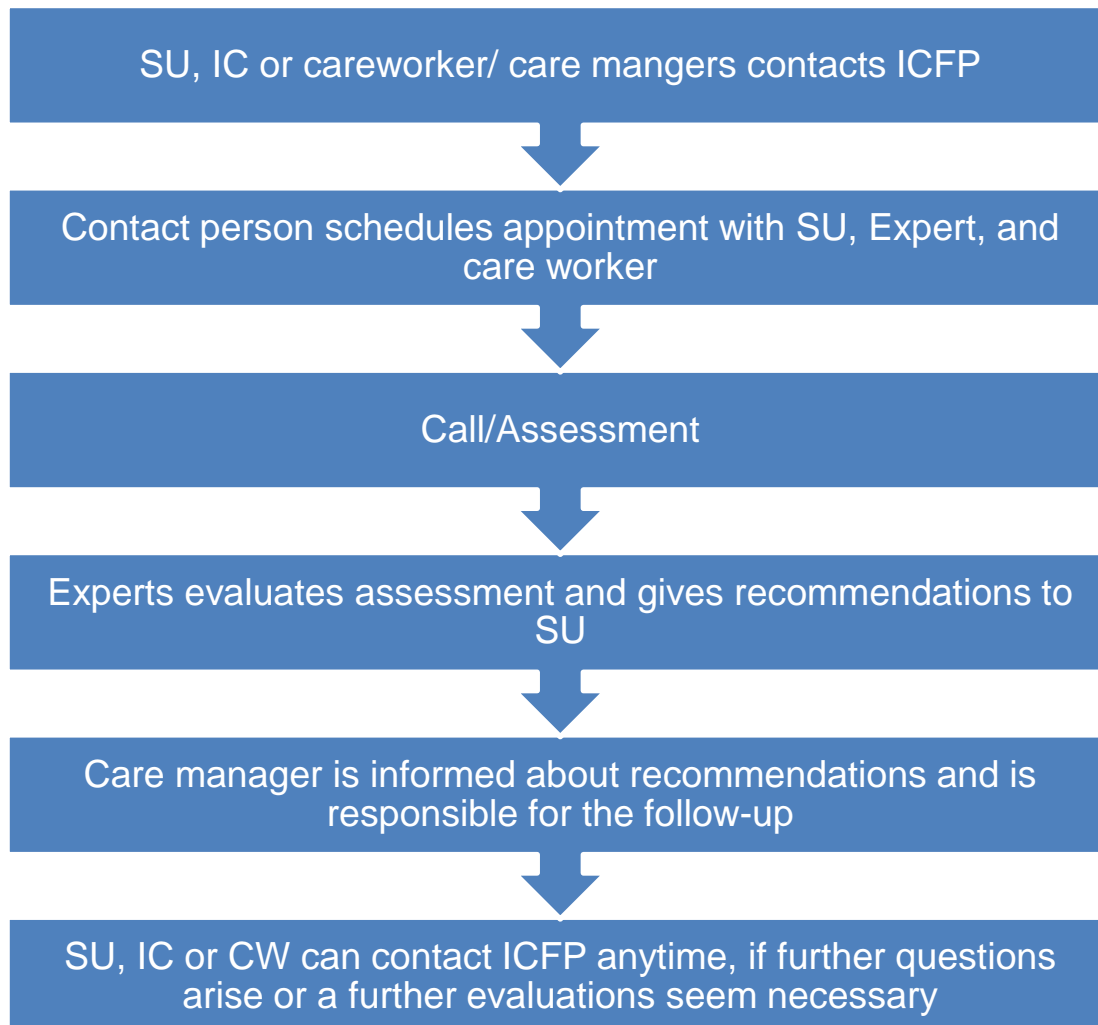 SU, IC or careworker/ care mangers contacts ICFP
Contact person schedules appointment with SU, Expert, and
care worker
Call/Assessment
Experts evaluates assessment and gives recommendations to
SU
Care manager is informed about recommendations and is
responsible for the follow-up
SU, IC or CW can contact ICFP anytime, if further questions
arise or a further evaluations seem necessary